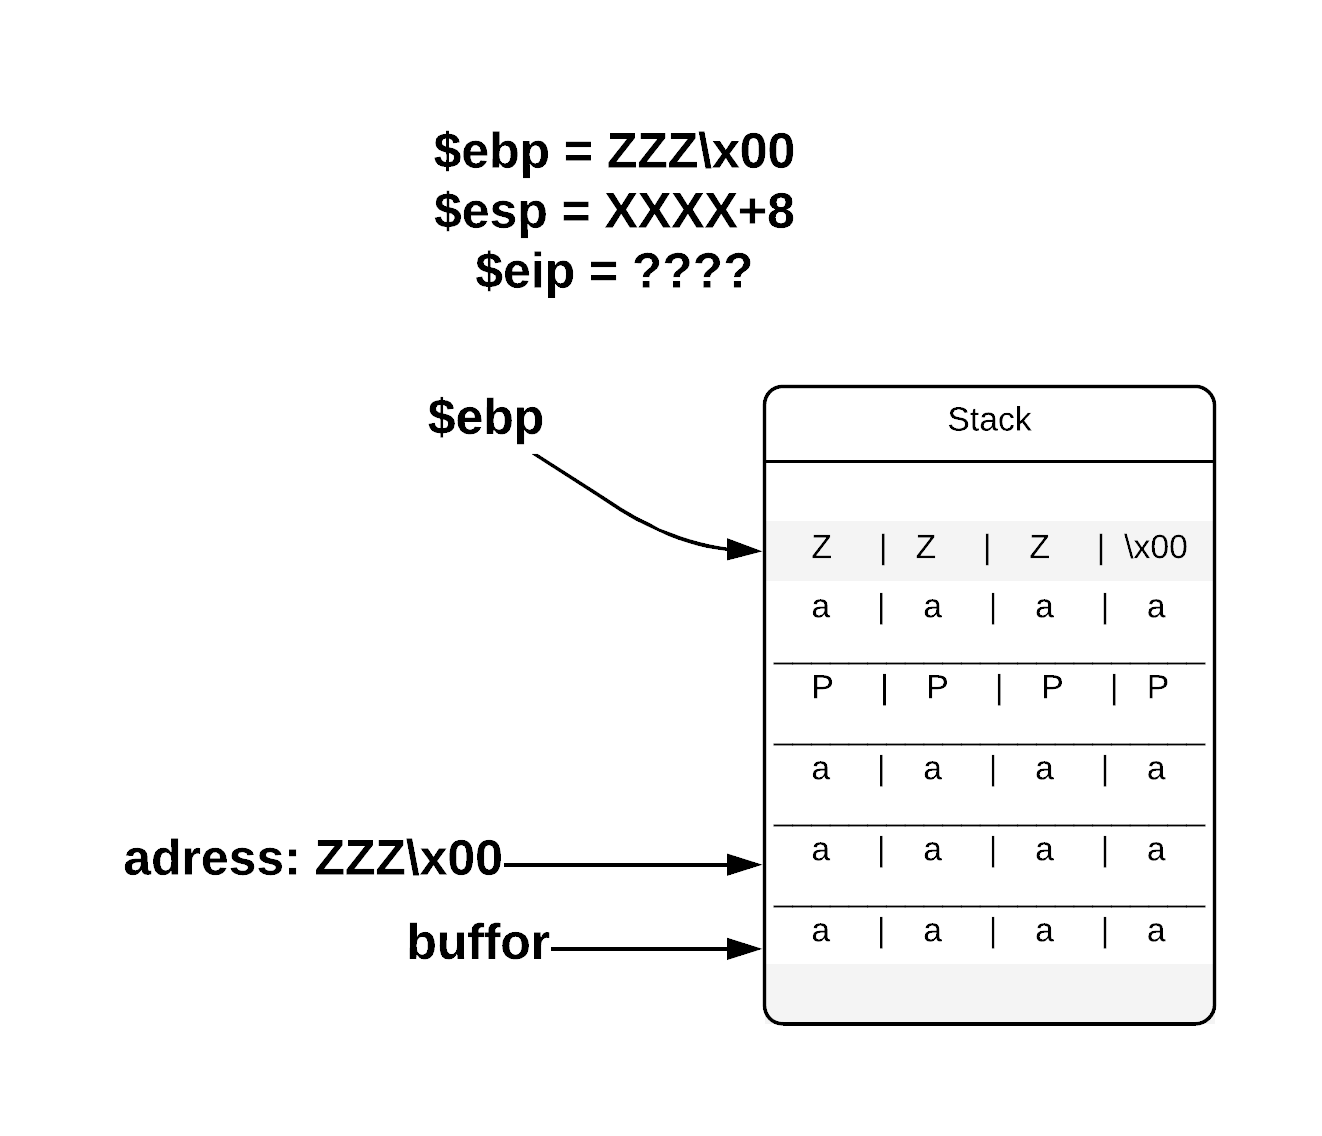 $ebp = ZZZ\x00
$esp = XXXX+8
$eip = ????
$ebp
Stack
Z | Z | Z | \x00
a | a | a | a
P | P | P | P
a | a | a | a
adress: ZZZ\x00
a | a | a | a
buffor
a | a | a | a